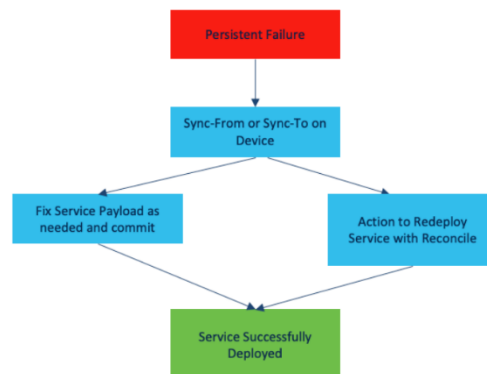 Persistent Failure
Sync-From or Sync-To on
Device
Fix Service Payload as
needed and commit
Action to Redeploy
Service with Reconcile
Service Successfully
Deployed